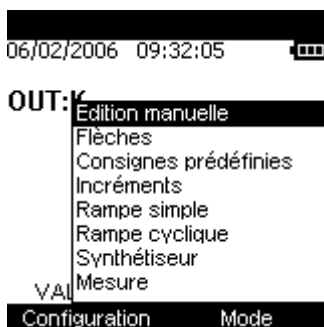 06/02/2006 09:32:05
OUT:K
Edition manuelle
Flèches
Consignes prédéfinies
Incréments
Rampe simple
Rampe cyclique
Synthétiseur
Mesure
VAL
Configuration Mode